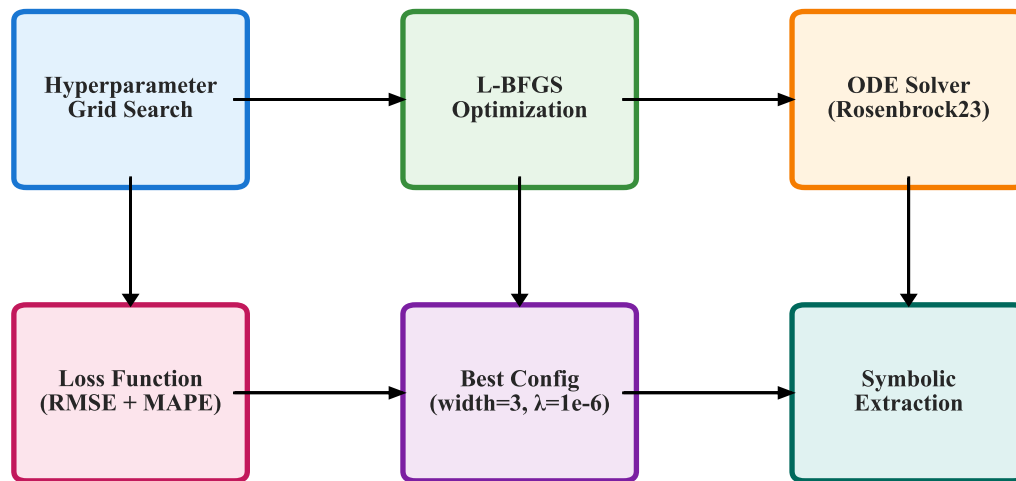 Hyperparameter
Grid Search
L-BFGS
Optimization
ODE Solver
(Rosenbrock23)
Loss Function
(RMSE + MAPE)
Best Config
(width=3, λ=1e-6)
Symbolic
Extraction